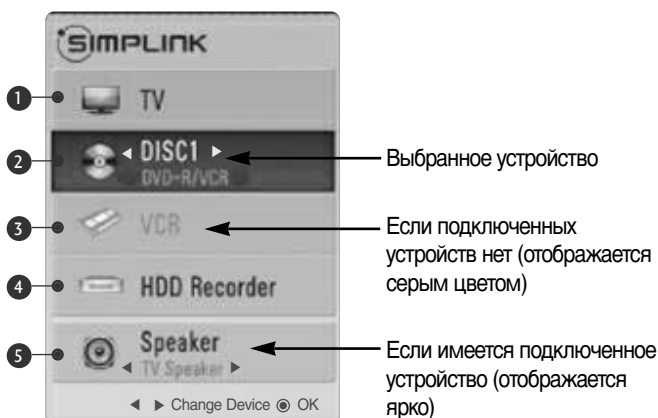 SIMPLINK
1 TV
2 ◄ DISC1 ► Выбранное устройство
DVD-R/VCR
3 VCR Если подключенных
устройств нет (отображается
серым цветом)
4 HDD Recorder
5 Speaker Если имеется подключенное
◄ TV Speaker ► устройство (отображается
ярко)
◄ ► Change Device ◉ OK